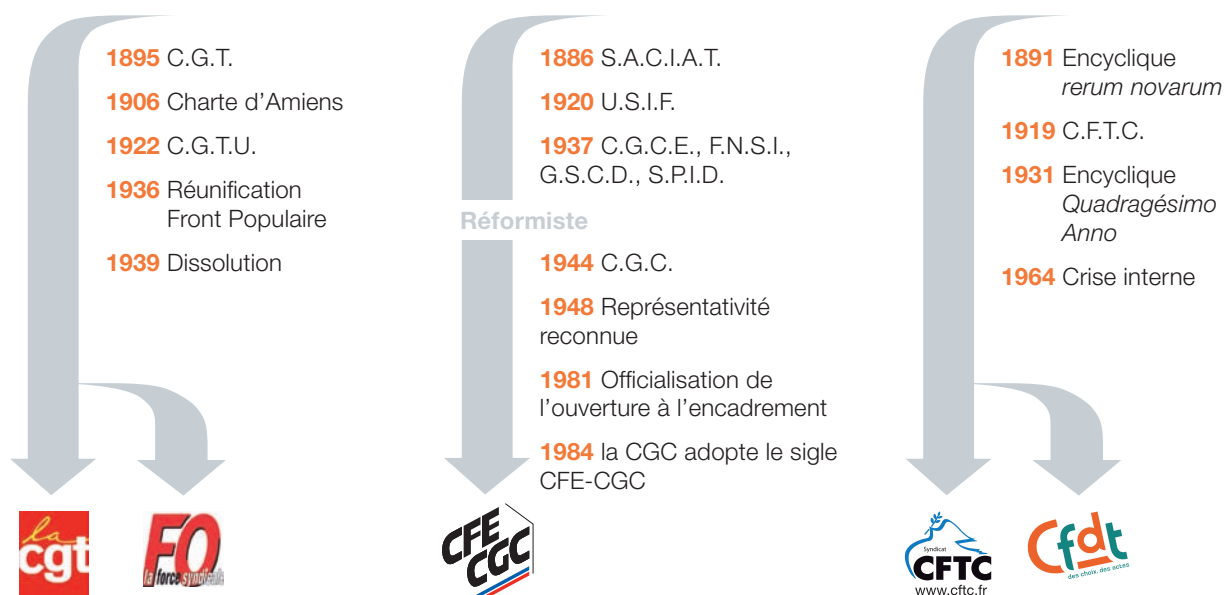 1895 C.G.T.
1906 Charte d'Amiens
1922 C.G.T.U.
1936 Réunification
Front Populaire
1939 Dissolution
la
cgt
FO
la force syndicale
1886 S.A.C.I.A.T.
1920 U.S.I.F.
1937 C.G.C.E., F.N.S.I.,
G.S.C.D., S.P.I.D.
Réformiste
1944 C.G.C.
1948 Représentativité
reconnue
1981 Officialisation de
l'ouverture à l'encadrement
1984 la CGC adopte le sigle
CFE-CGC
CFE
CGC
1891 Encyclique
rerum novarum
1919 C.F.T.C.
1931 Encyclique
Quadragésimo
Anno
1964 Crise interne
Syndicat
CFTC
www.cftc.fr
Cfdt
des choix. des actes